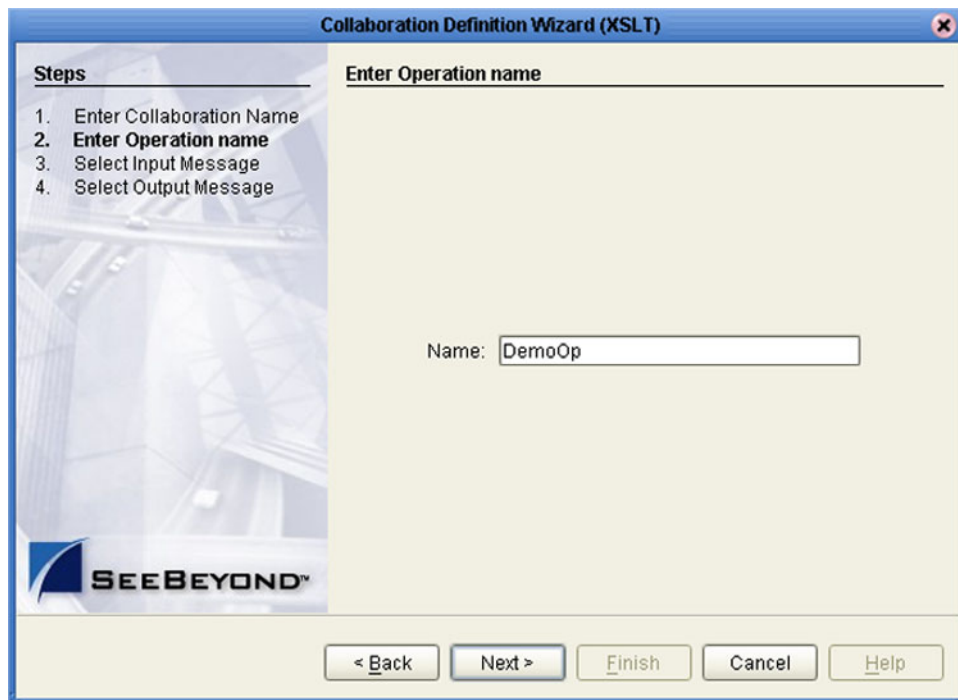 Collaboration Definition Wizard (XSLT)
Steps
1. Enter Collaboration Name
2. Enter Operation name
3. Select Input Message
4. Select Output Message
SEEBEYOND™
Enter Operation name
Name: DemoOp
< Back Next > Finish Cancel Help